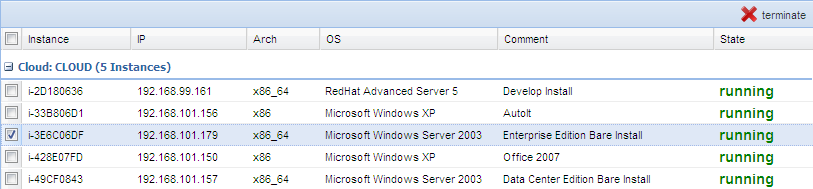 terminate
Instance IP Arch OS Comment State
Cloud: CLOUD (5 Instances)
i-2D180636 192.168.99.161 x86_64 RedHat Advanced Server 5 Develop Install running
i-33B806D1 192.168.101.156 x86 Microsoft Windows XP AutoIt running
i-3E6C06DF 192.168.101.179 x86_64 Microsoft Windows Server 2003 Enterprise Edition Bare Install running
i-428E07FD 192.168.101.150 x86 Microsoft Windows XP Office 2007 running
i-49CF0843 192.168.101.157 x86_64 Microsoft Windows Server 2003 Data Center Edition Bare Install running